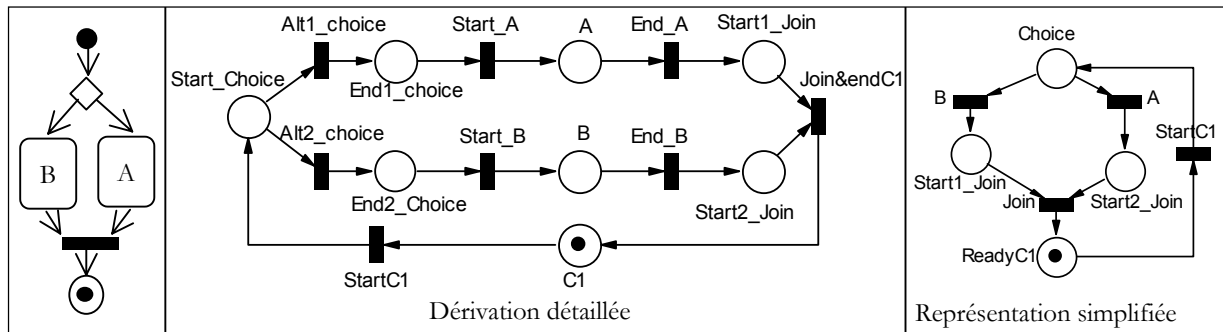 B
A
Alt1_choice
Start_A
A
End_A
Start1_Join
Start_Choice
End1_choice
Join&endC1
Alt2_choice
Start_B
B
End_B
End2_Choice
Start2_Join
StartC1
C1
Dérivation détaillée
Choice
B
A
StartC1
Start1_Join
Join
Start2_Join
ReadyC1
Représentation simplifiée